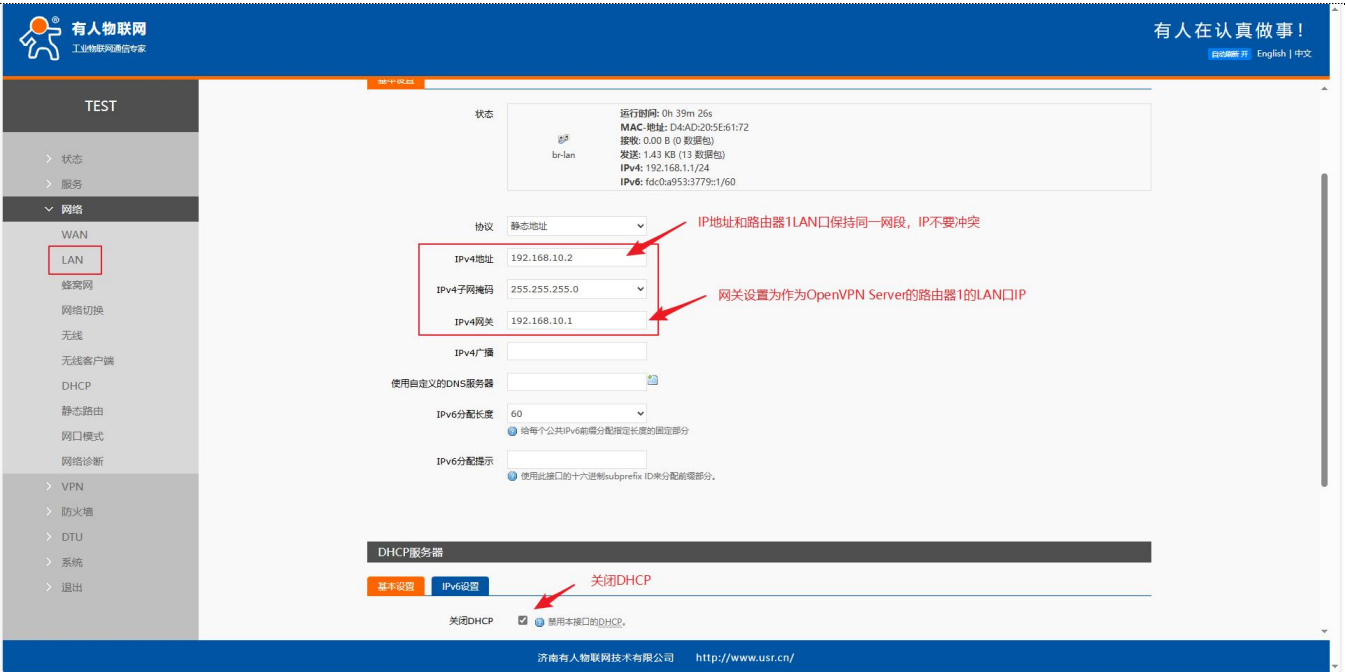 有人物联网
工业物联网通信专家
有人在认真做事！
自动刷新 开 English | 中文
TEST
状态
服务
网络
WAN
LAN
蜂窝网
网络切换
无线
无线客户端
DHCP
静态路由
网口模式
网络诊断
VPN
防火墙
DTU
系统
退出
基本设置
状态
br-lan
运行时间: 0h 39m 26s
MAC-地址: D4:AD:20:5E:61:72
接收: 0.00 B (0 数据包)
发送: 1.43 KB (13 数据包)
IPv4: 192.168.1.1/24
IPv6: fdc0:a953:3779::1/60
协议 静态地址
IP地址和路由器1LAN口保持同一网段，IP不要冲突
IPv4地址 192.168.10.2
IPv4子网掩码 255.255.255.0
网关设置为作为OpenVPN Server的路由器1的LAN口IP
IPv4网关 192.168.10.1
IPv4广播
使用自定义的DNS服务器
IPv6分配长度 60
给每个公共IPv6前缀分配指定长度的固定部分
IPv6分配提示
使用此接口的十六进制subprefix ID来分配前缀部分。
DHCP服务器
基本设置 IPv6设置
关闭DHCP
关闭DHCP 禁用本接口的DHCP。
济南有人物联网技术有限公司 http://www.usr.cn/